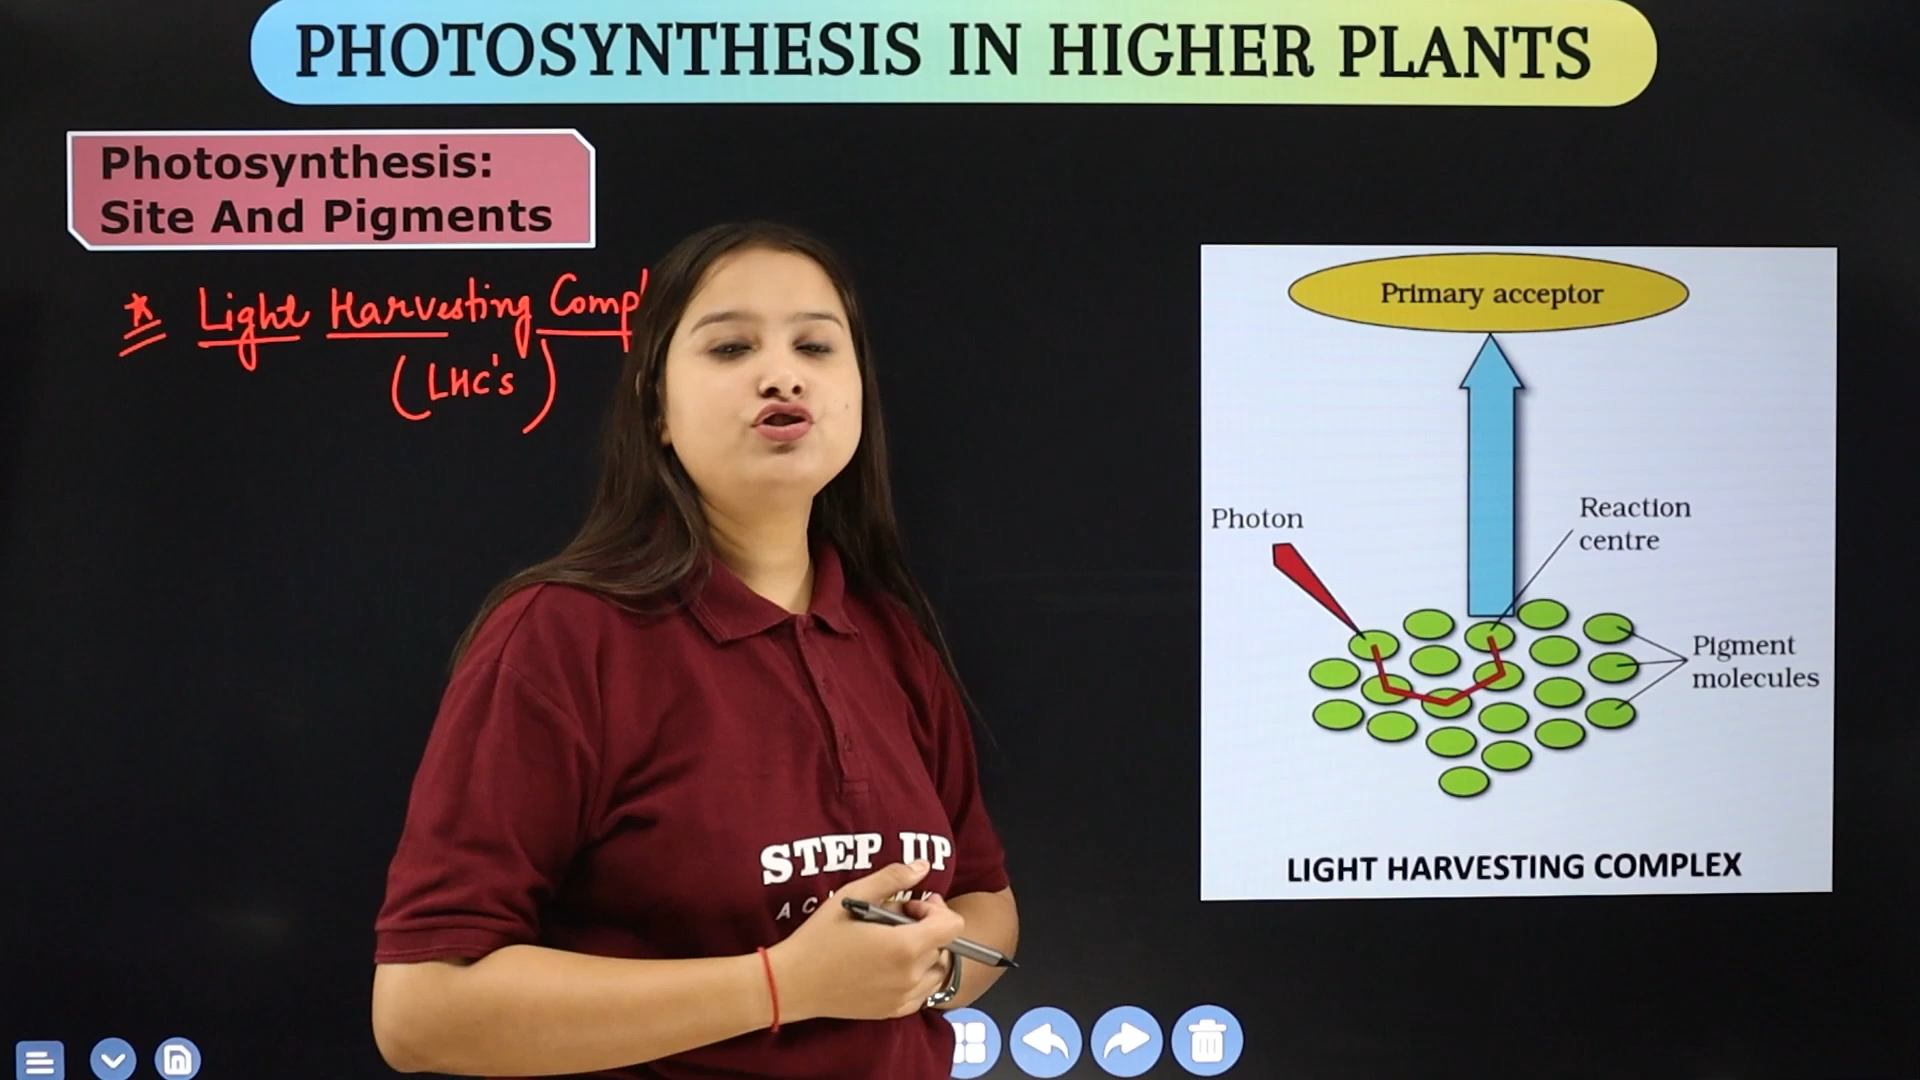 PHOTOSYNTHESIS IN HIGHER PLANTS
Photosynthesis:
Site And Pigments
* Light Harvesting Comp
(LHC's)
Primary acceptor
Photon
Reaction
centre
Pigment
molecules
LIGHT HARVESTING COMPLEX
STEP UP